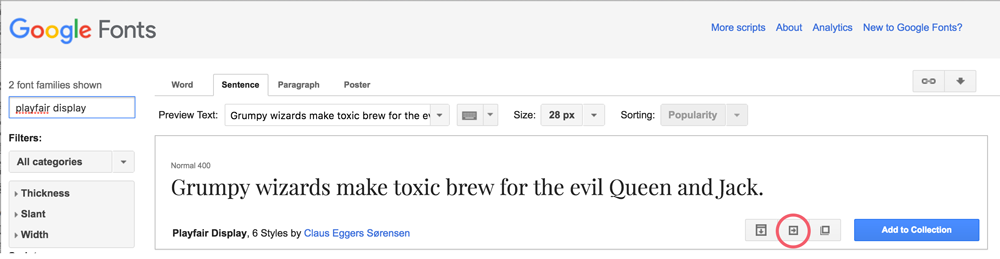 Google Fonts
More scripts About Analytics New to Google Fonts?
2 font families shown
playfair display
Filters:
All categories
Thickness
Slant
Width
Word Sentence Paragraph Poster
Preview Text: Grumpy wizards make toxic brew for the ev Size: 28 px Sorting: Popularity
Normal 400
Grumpy wizards make toxic brew for the evil Queen and Jack.
Playfair Display, 6 Styles by Claus Eggers Sørensen
Add to Collection